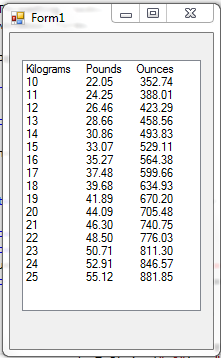 Form1
Kilograms Pounds Ounces
10 22.05 352.74
11 24.25 388.01
12 26.46 423.29
13 28.66 458.56
14 30.86 493.83
15 33.07 529.11
16 35.27 564.38
17 37.48 599.66
18 39.68 634.93
19 41.89 670.20
20 44.09 705.48
21 46.30 740.75
22 48.50 776.03
23 50.71 811.30
24 52.91 846.57
25 55.12 881.85